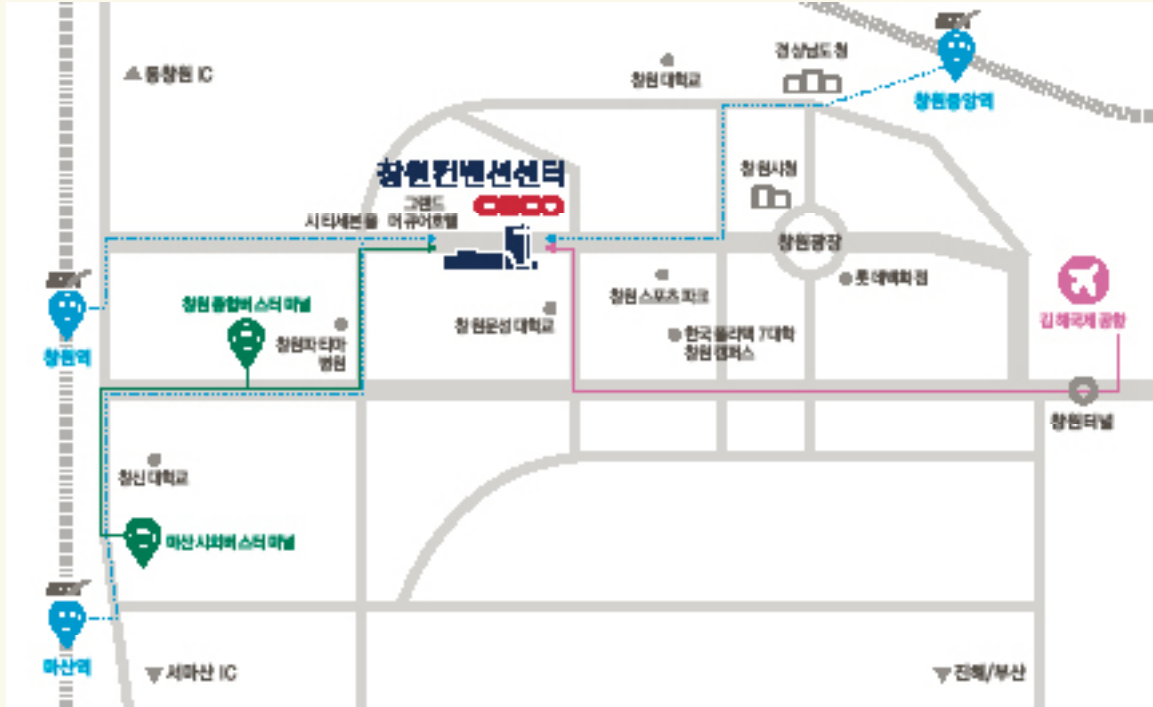 동창원 IC
창원대학교
경상남도청
창원중앙역
창원컨벤션센터
CECO
그랜드
시티세븐몰 머큐어호텔
창원시청
창원광장
롯데백화점
창원스포츠파크
한국폴리텍 7대학
창원캠퍼스
김해국제공항
창원터널
창원종합버스터미널
창원파티마
병원
창원문성대학교
창원역
창신대학교
마산시외버스터미널
마산역
서마산 IC
진해/부산